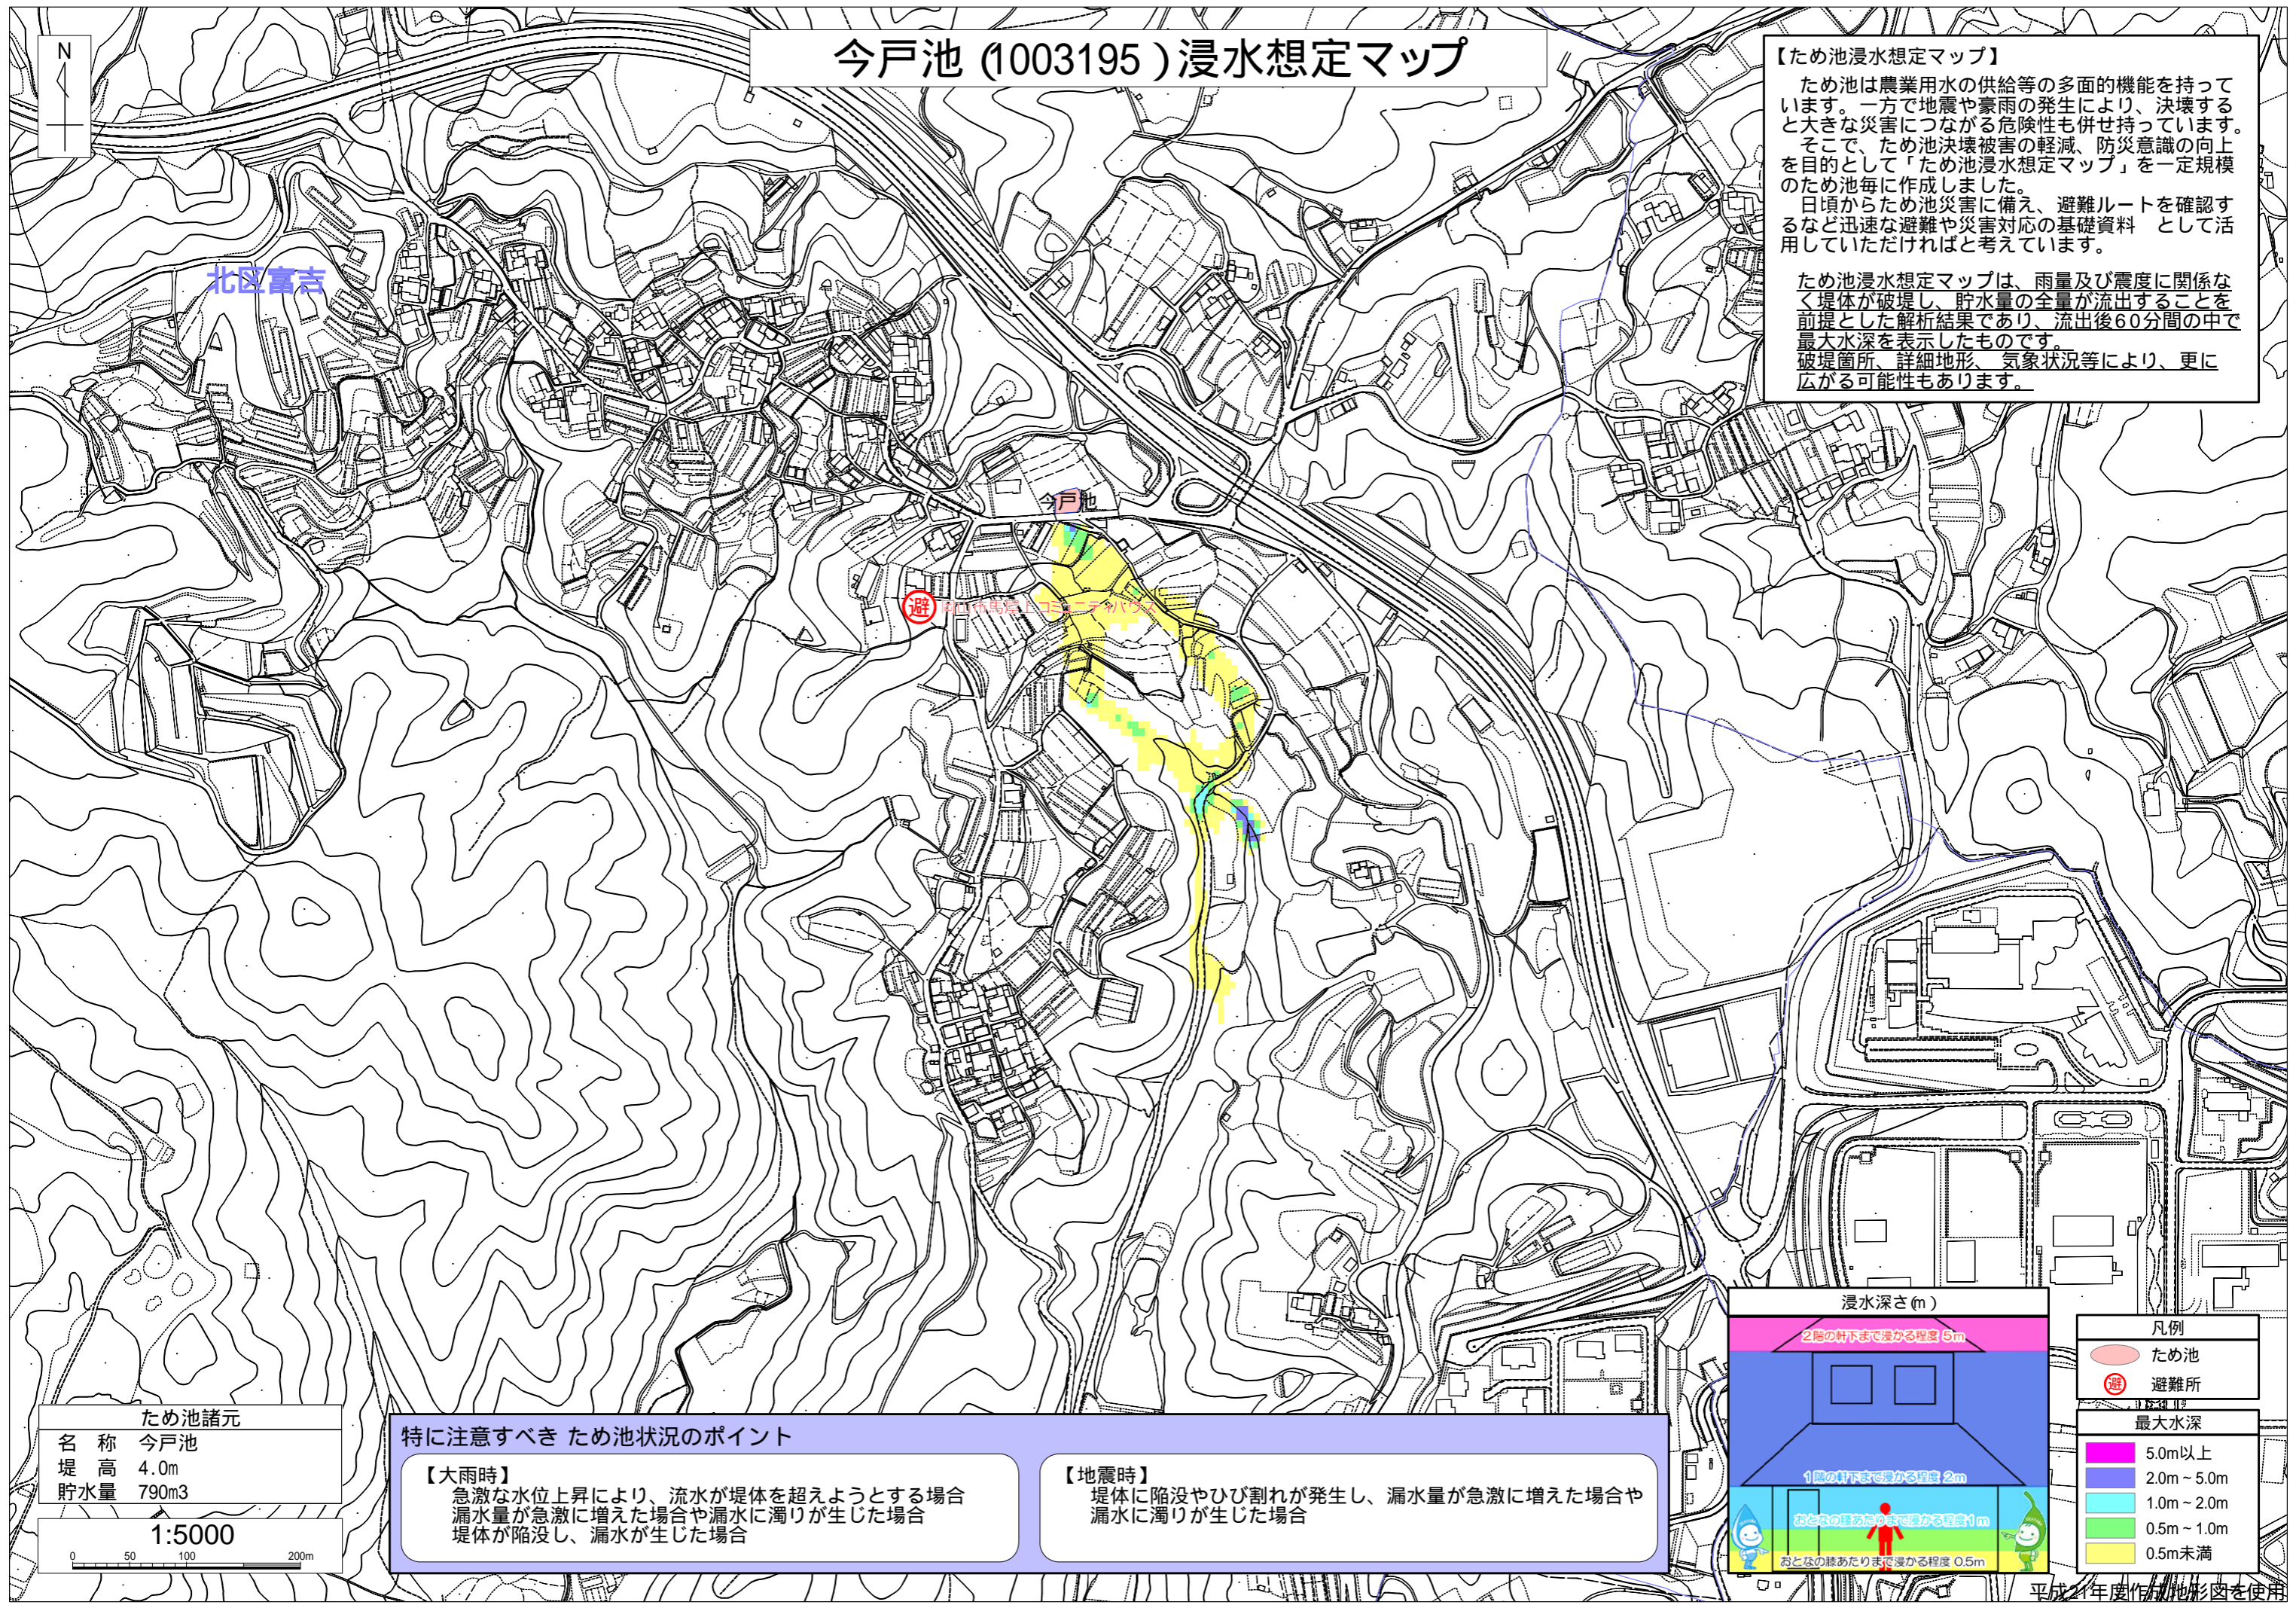 今戸池(1003195)浸水想定マップ
N
【ため池浸水想定マップ】
ため池は農業用水の供給等の多面的機能を持って
います。一方で地震や豪雨の発生により、決壊する
と大きな災害につながる危険性も併せ持っています。
そこで、ため池決壊被害の軽減、防災意識の向上
を目的として「ため池浸水想定マップ」を一定規模
のため池毎に作成しました。
日頃からため池災害に備え、避難ルートを確認す
るなど迅速な避難や災害対応の基礎資料　として活
用していただければと考えています。
ため池浸水想定マップは、雨量及び震度に関係な
く堤体が破堤し、貯水量の全量が流出することを
前提とした解析結果であり、流出後60分間の中で
最大水深を表示したものです。
破堤箇所、詳細地形、気象状況等により、更に
広がる可能性もあります。
北区富吉
今戸池
避 岡山市馬屋上コミュニティハウス
ため池諸元
名　称　今戸池
堤　高　4.0m
貯水量　790m3
1:5000
0 50 100 200m
特に注意すべき ため池状況のポイント
【大雨時】
急激な水位上昇により、流水が堤体を超えようとする場合
漏水量が急激に増えた場合や漏水に濁りが生じた場合
堤体が陥没し、漏水が生じた場合
【地震時】
堤体に陥没やひび割れが発生し、漏水量が急激に増えた場合や
漏水に濁りが生じた場合
浸水深さ(m)
2階の軒下まで浸かる程度 5m
1階の軒下まで浸かる程度 2m
おとなの腰あたりまで浸かる程度1m
おとなの膝あたりまで浸かる程度 0.5m
凡例
ため池
避 避難所
最大水深
5.0m以上
2.0m～5.0m
1.0m～2.0m
0.5m～1.0m
0.5m未満
平成21年度作成地形図を使用